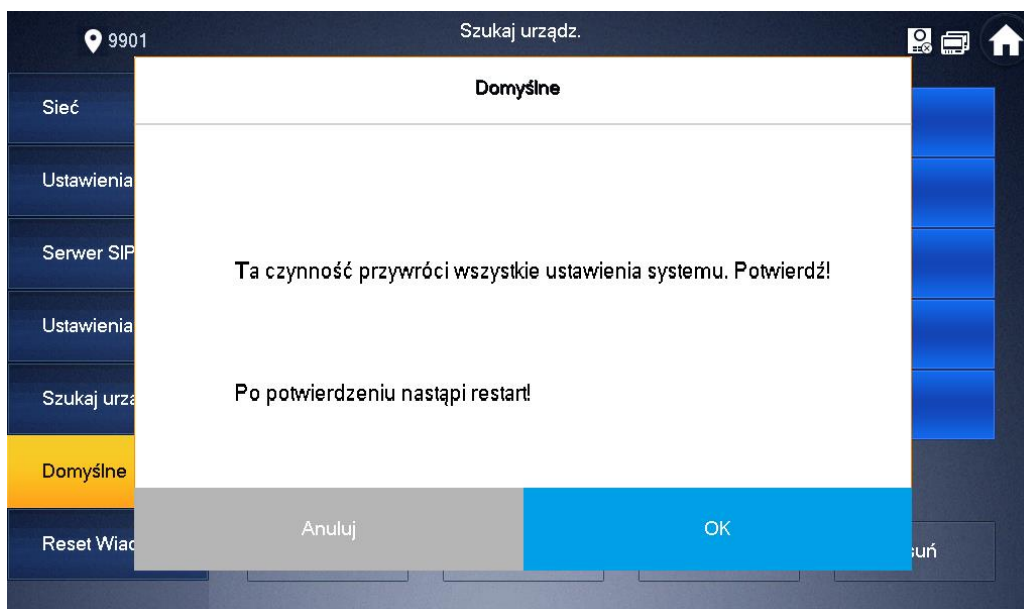 9901
Szukaj urządz.
Domyślne
Sieć
Ustawienia
Serwer SIP
Ustawienia
Szukaj urzą
Domyślne
Reset Wiad
Ta czynność przywróci wszystkie ustawienia systemu. Potwierdź!
Po potwierdzeniu nastąpi restart!
Anuluj
OK
suń